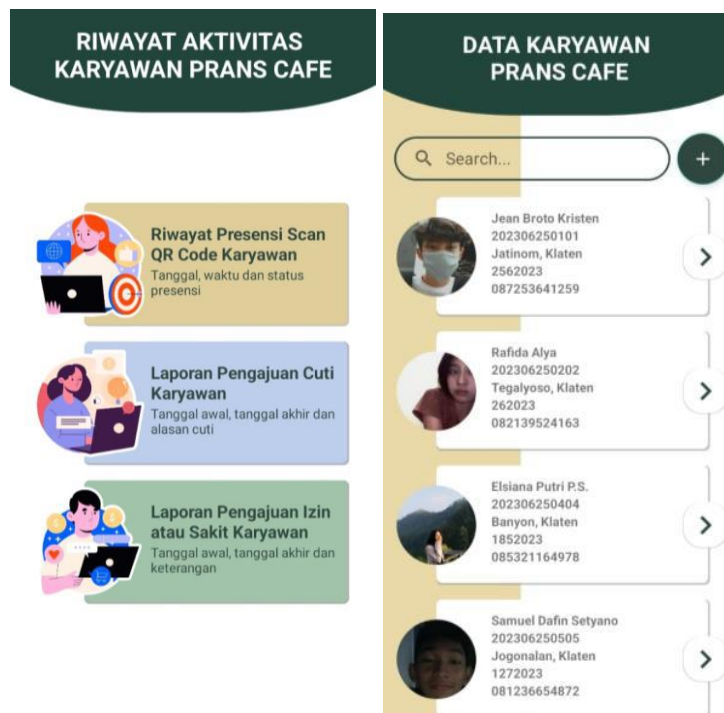 RIWAYAT AKTIVITAS
KARYAWAN PRANS CAFE
Riwayat Presensi Scan
QR Code Karyawan
Tanggal, waktu dan status
presensi
Laporan Pengajuan Cuti
Karyawan
Tanggal awal, tanggal akhir dan
alasan cuti
Laporan Pengajuan Izin
atau Sakit Karyawan
Tanggal awal, tanggal akhir dan
keterangan
DATA KARYAWAN
PRANS CAFE
Search...
+
Jean Broto Kristen
202306250101
Jatinom, Klaten
2562023
087253641259
Rafida Alya
202306250202
Tegalyoso, Klaten
262023
082139524163
Elsiana Putri P.S.
202306250404
Banyon, Klaten
1852023
085321164978
Samuel Dafin Setyano
202306250505
Jogonalan, Klaten
1272023
081236654872